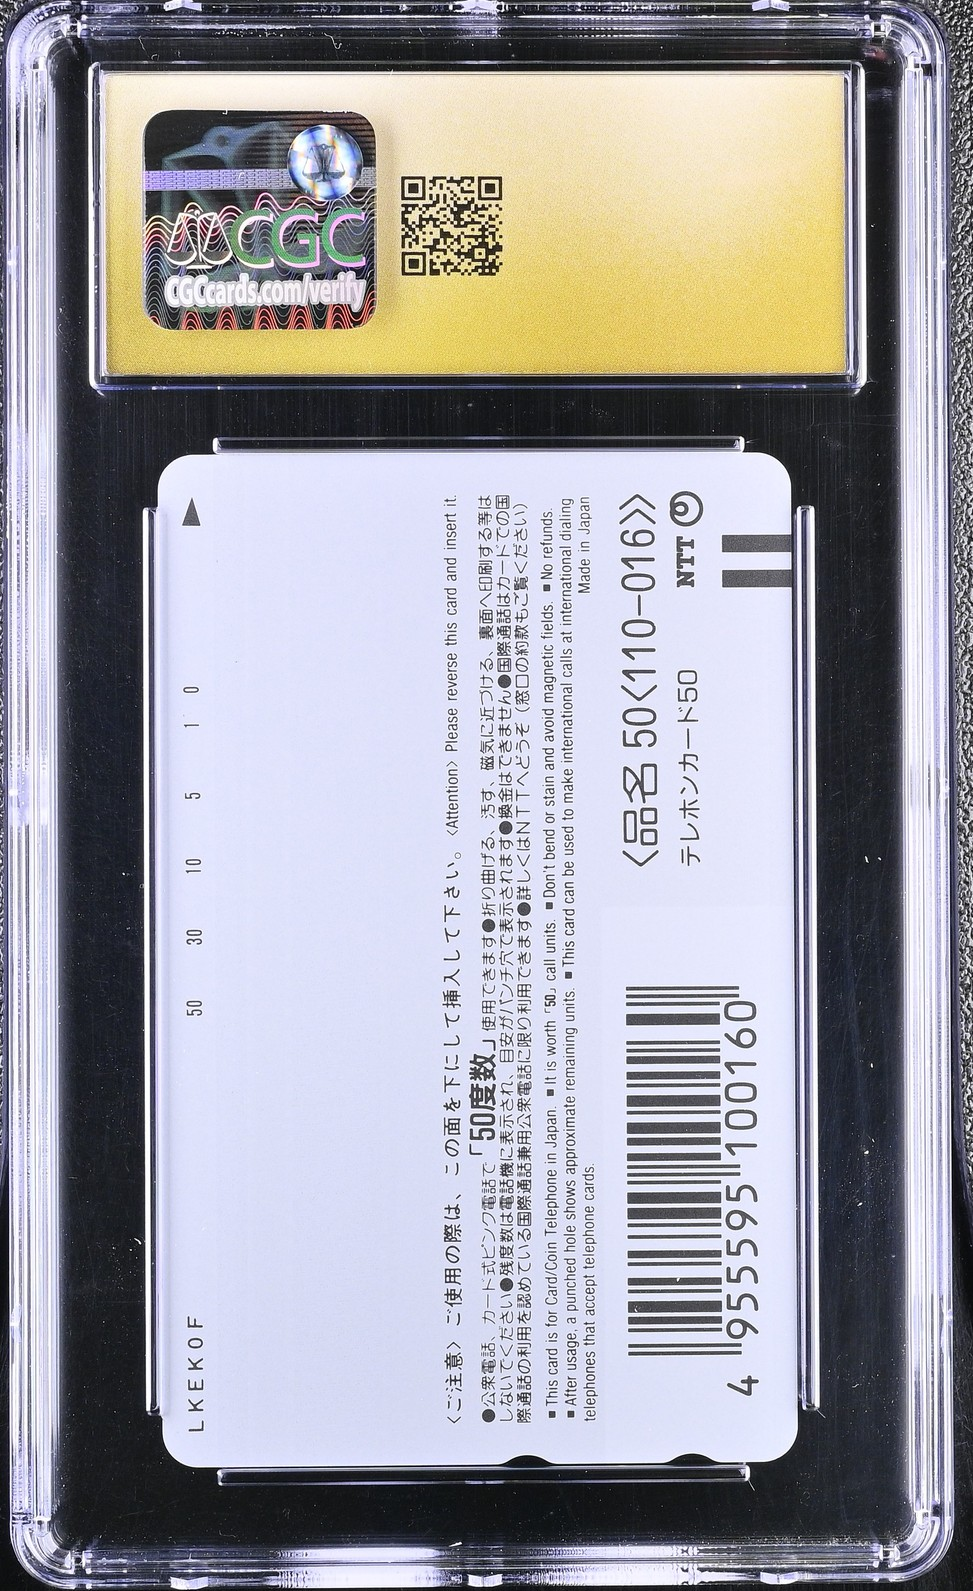 CGC
CGCcards.com/verify
LKEKOF
50 30 10 5 1 0
〈ご注意〉 ご使用の際は、この面を下にして挿入して下さい。〈Attention〉 Please reverse this card and insert it.
●公衆電話、カード式ピンク電話で「50度数」使用できます●折り曲げる、汚す、磁気に近づける、裏面へ印刷する等は
しないでください●残度数は電話機に表示され、目安がパンチ穴で表示されます●換金はできません●国際通話はカードでの国
際通話の利用を認めている国際通話兼用公衆電話に限り利用できます●詳しくはNTTへどうぞ（窓口の約款もご覧ください）
■ This card is for Card/Coin Telephone in Japan. ■ It is worth「50」call units. ■ Don't bend or stain and avoid magnetic fields. ■ No refunds.
■ After usage, a punched hole shows approximate remaining units. ■ This card can be used to make international calls at international dialing
telephones that accept telephone cards. Made in Japan
4 955595 100160
〈品名 50〈110-016〉〉
テレホンカード50
NTT